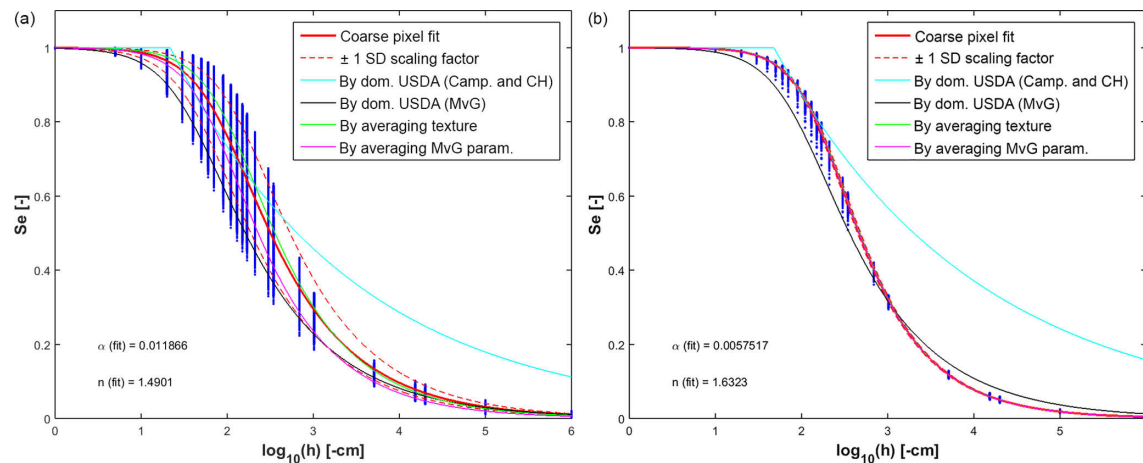 (a)
Coarse pixel fit
± 1 SD scaling factor
By dom. USDA (Camp. and CH)
By dom. USDA (MvG)
By averaging texture
By averaging MvG param.
1
0.8
0.6
0.4
0.2
0
Se [-]
α (fit) = 0.011866
n (fit) = 1.4901
0 1 2 3 4 5 6
log10(h) [-cm]
(b)
Coarse pixel fit
± 1 SD scaling factor
By dom. USDA (Camp. and CH)
By dom. USDA (MvG)
By averaging texture
By averaging MvG param.
1
0.8
0.6
0.4
0.2
0
Se [-]
α (fit) = 0.0057517
n (fit) = 1.6323
0 1 2 3 4 5 6
log10(h) [-cm]